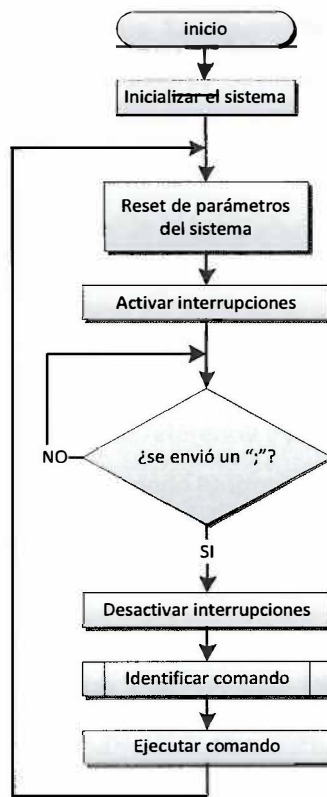 inicio
Inicializar el sistema
Reset de parámetros
del sistema
Activar interrupciones
¿se envió un “;”?
NO
SI
Desactivar interrupciones
Identificar comando
Ejecutar comando